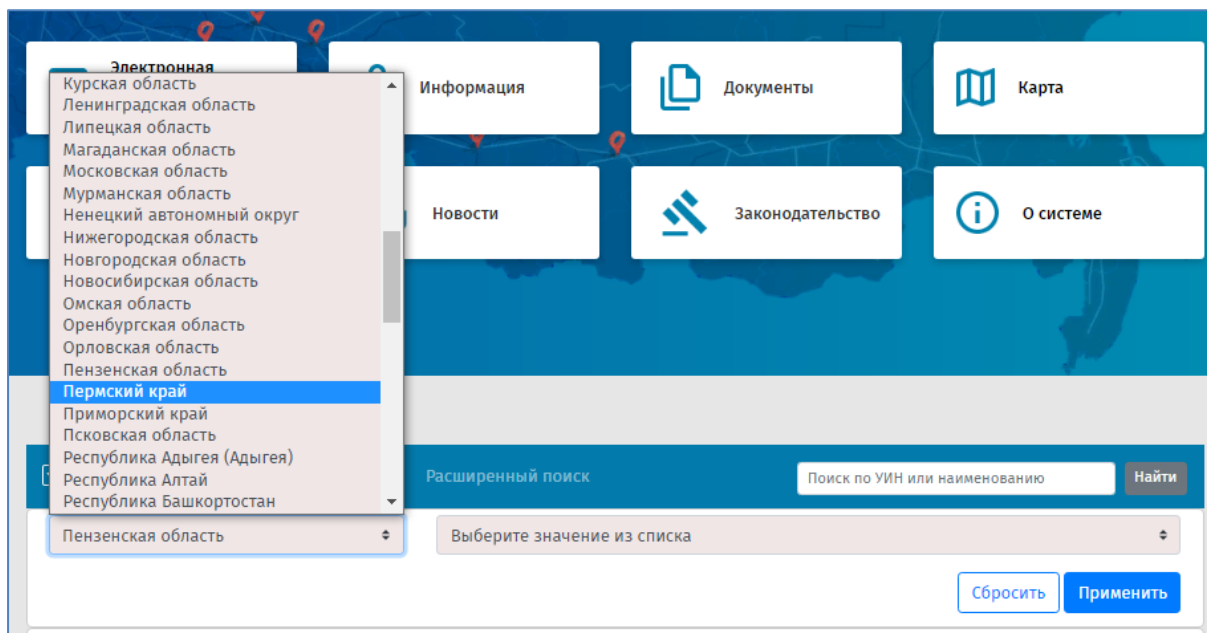 Электронная
Информация
Документы
Карта
Новости
Законодательство
О системе
Курская область
Ленинградская область
Липецкая область
Магаданская область
Московская область
Мурманская область
Ненецкий автономный округ
Нижегородская область
Новгородская область
Новосибирская область
Омская область
Оренбургская область
Орловская область
Пензенская область
Пермский край
Приморский край
Псковская область
Республика Адыгея (Адыгея)
Республика Алтай
Республика Башкортостан
Расширенный поиск
Поиск по УИН или наименованию
Найти
Пензенская область
Выберите значение из списка
Сбросить
Применить